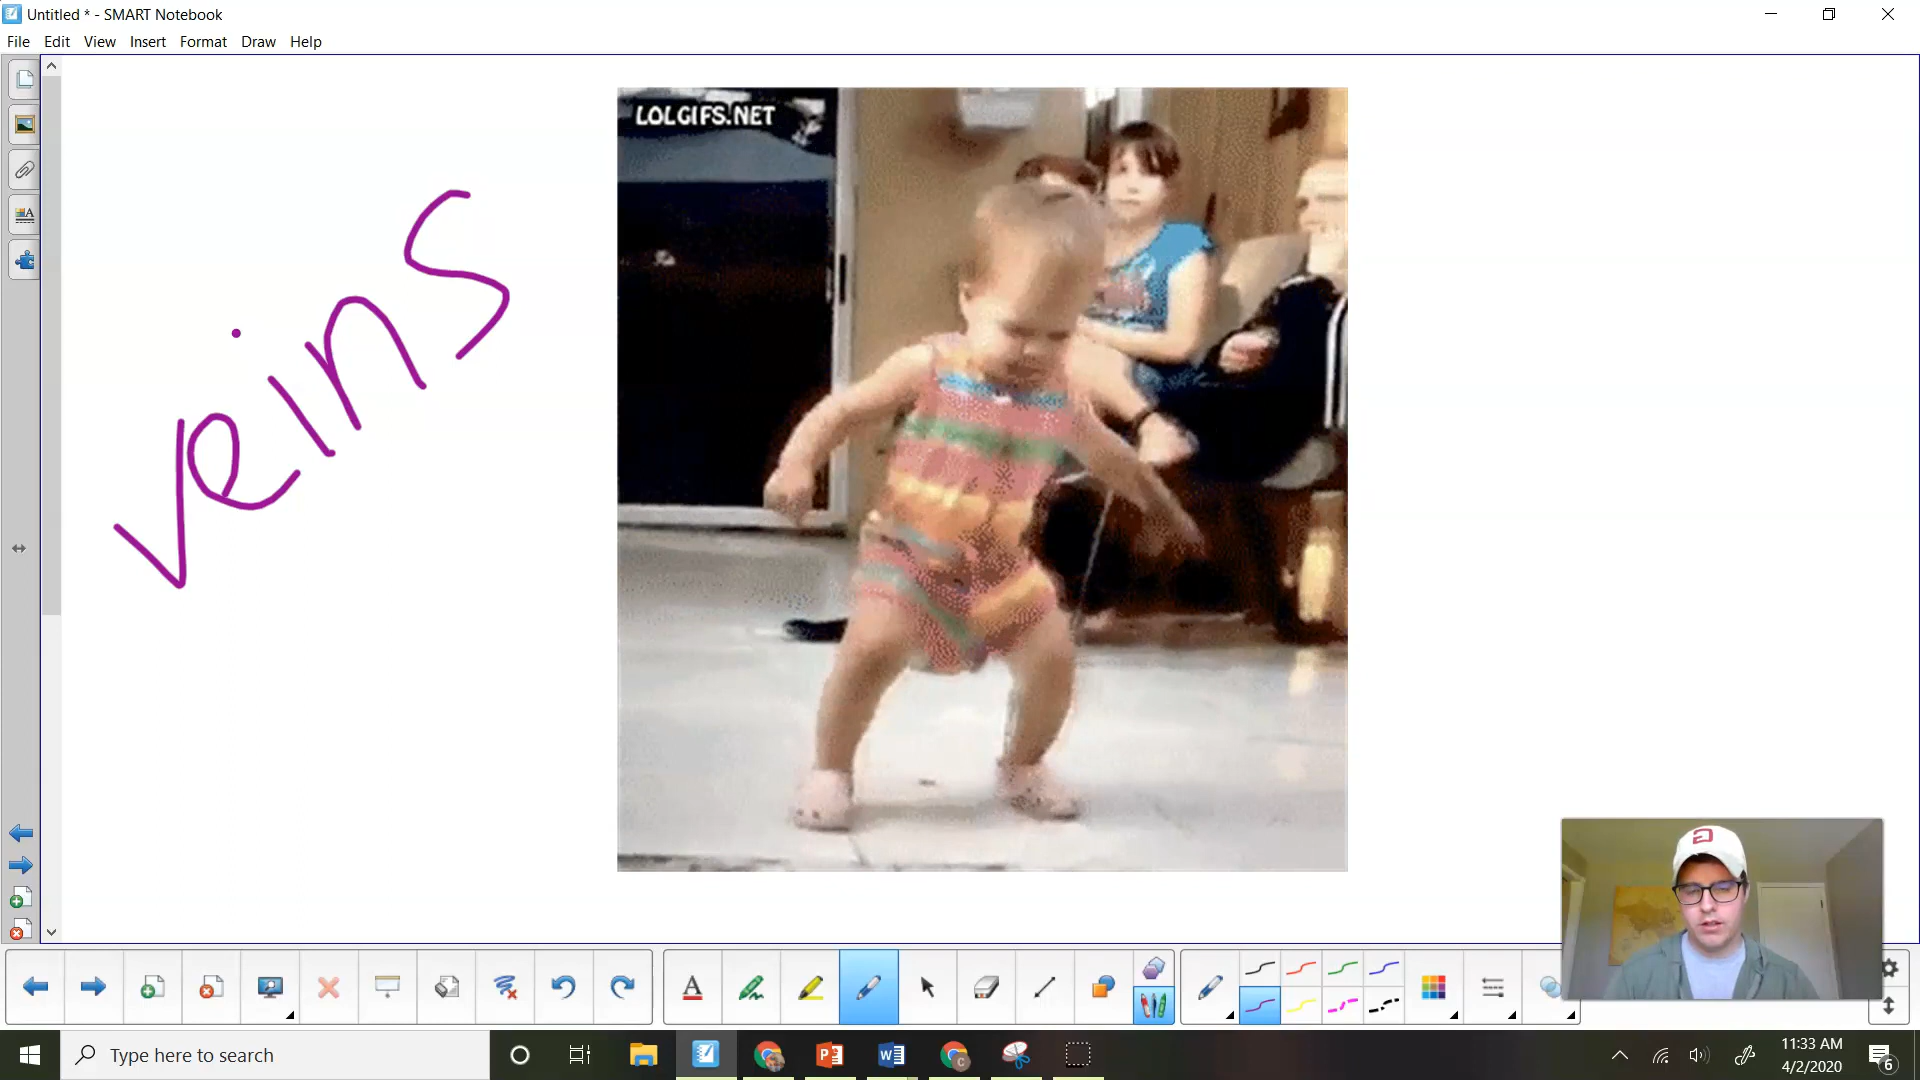 Untitled * - SMART Notebook
File Edit View Insert Format Draw Help
LOLGIFS.NET
veins
G
A
Type here to search
11:33 AM
4/2/2020
6